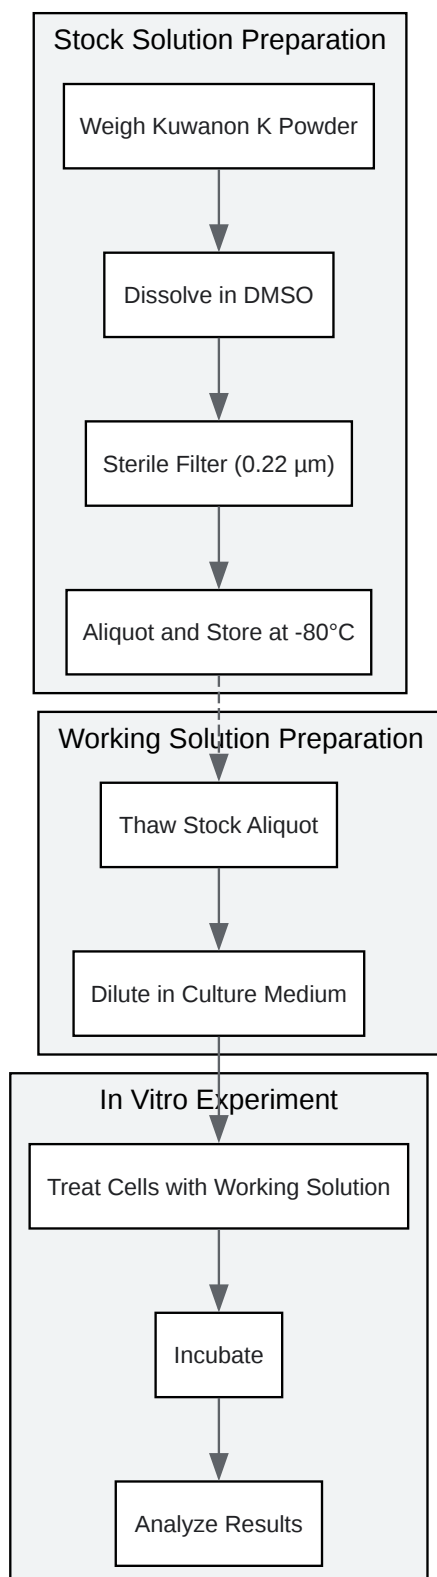 Stock Solution Preparation
Weigh Kuwanon K Powder
Dissolve in DMSO
Sterile Filter (0.22 µm)
Aliquot and Store at -80°C
Working Solution Preparation
Thaw Stock Aliquot
Dilute in Culture Medium
In Vitro Experiment
Treat Cells with Working Solution
Incubate
Analyze Results